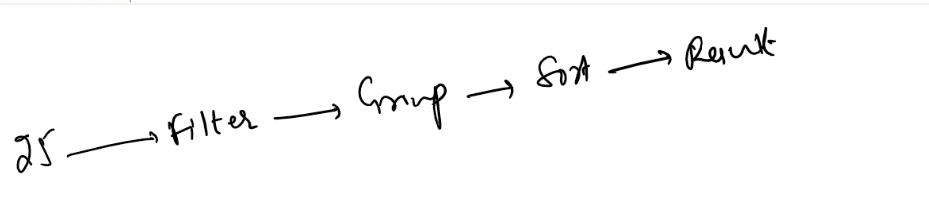 25 → Filter → Group → Sort → Result